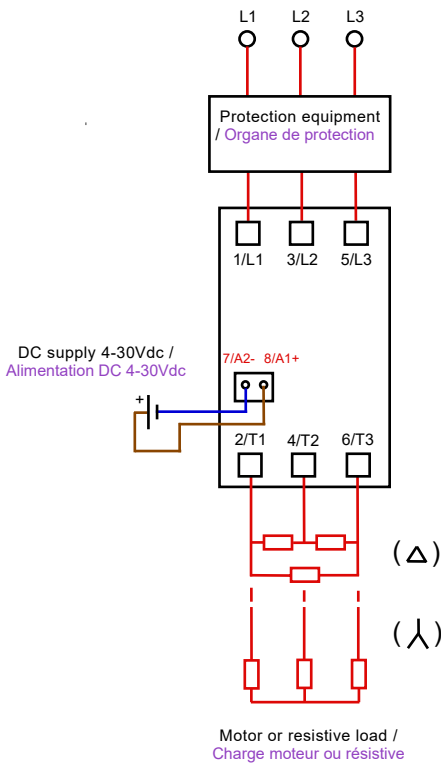 L1 L2 L3
Protection equipment
/ Organe de protection
1/L1 3/L2 5/L3
DC supply 4-30Vdc /
Alimentation DC 4-30Vdc
7/A2- 8/A1+
+
2/T1 4/T2 6/T3
( )
( )
Motor or resistive load /
Charge moteur ou résistive